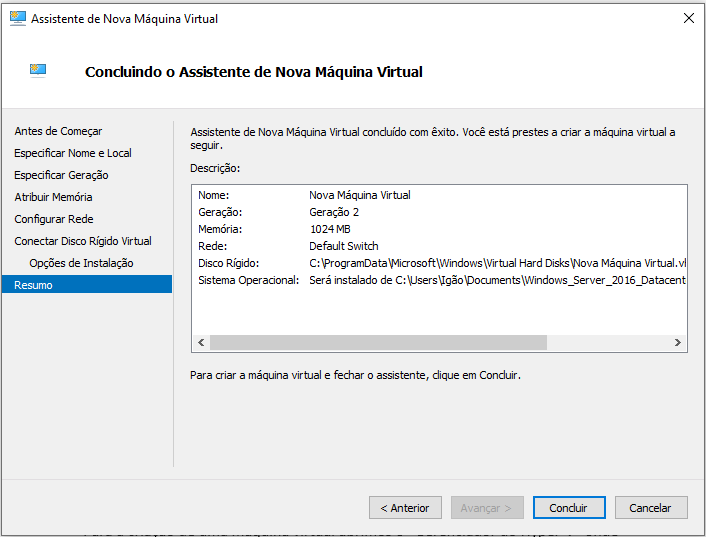 Assistente de Nova Máquina Virtual
Concluindo o Assistente de Nova Máquina Virtual
Antes de Começar
Especificar Nome e Local
Especificar Geração
Atribuir Memória
Configurar Rede
Conectar Disco Rígido Virtual
Opções de Instalação
Resumo
Assistente de Nova Máquina Virtual concluído com êxito. Você está prestes a criar a máquina virtual a
seguir.
Descrição:
Nome: Nova Máquina Virtual
Geração: Geração 2
Memória: 1024 MB
Rede: Default Switch
Disco Rígido: C:\ProgramData\Microsoft\Windows\Virtual Hard Disks\Nova Máquina Virtual.vl
Sistema Operacional: Será instalado de C:\Users\Igão\Documents\Windows_Server_2016_Datacent
Para criar a máquina virtual e fechar o assistente, clique em Concluir.
< Anterior
Avançar >
Concluir
Cancelar